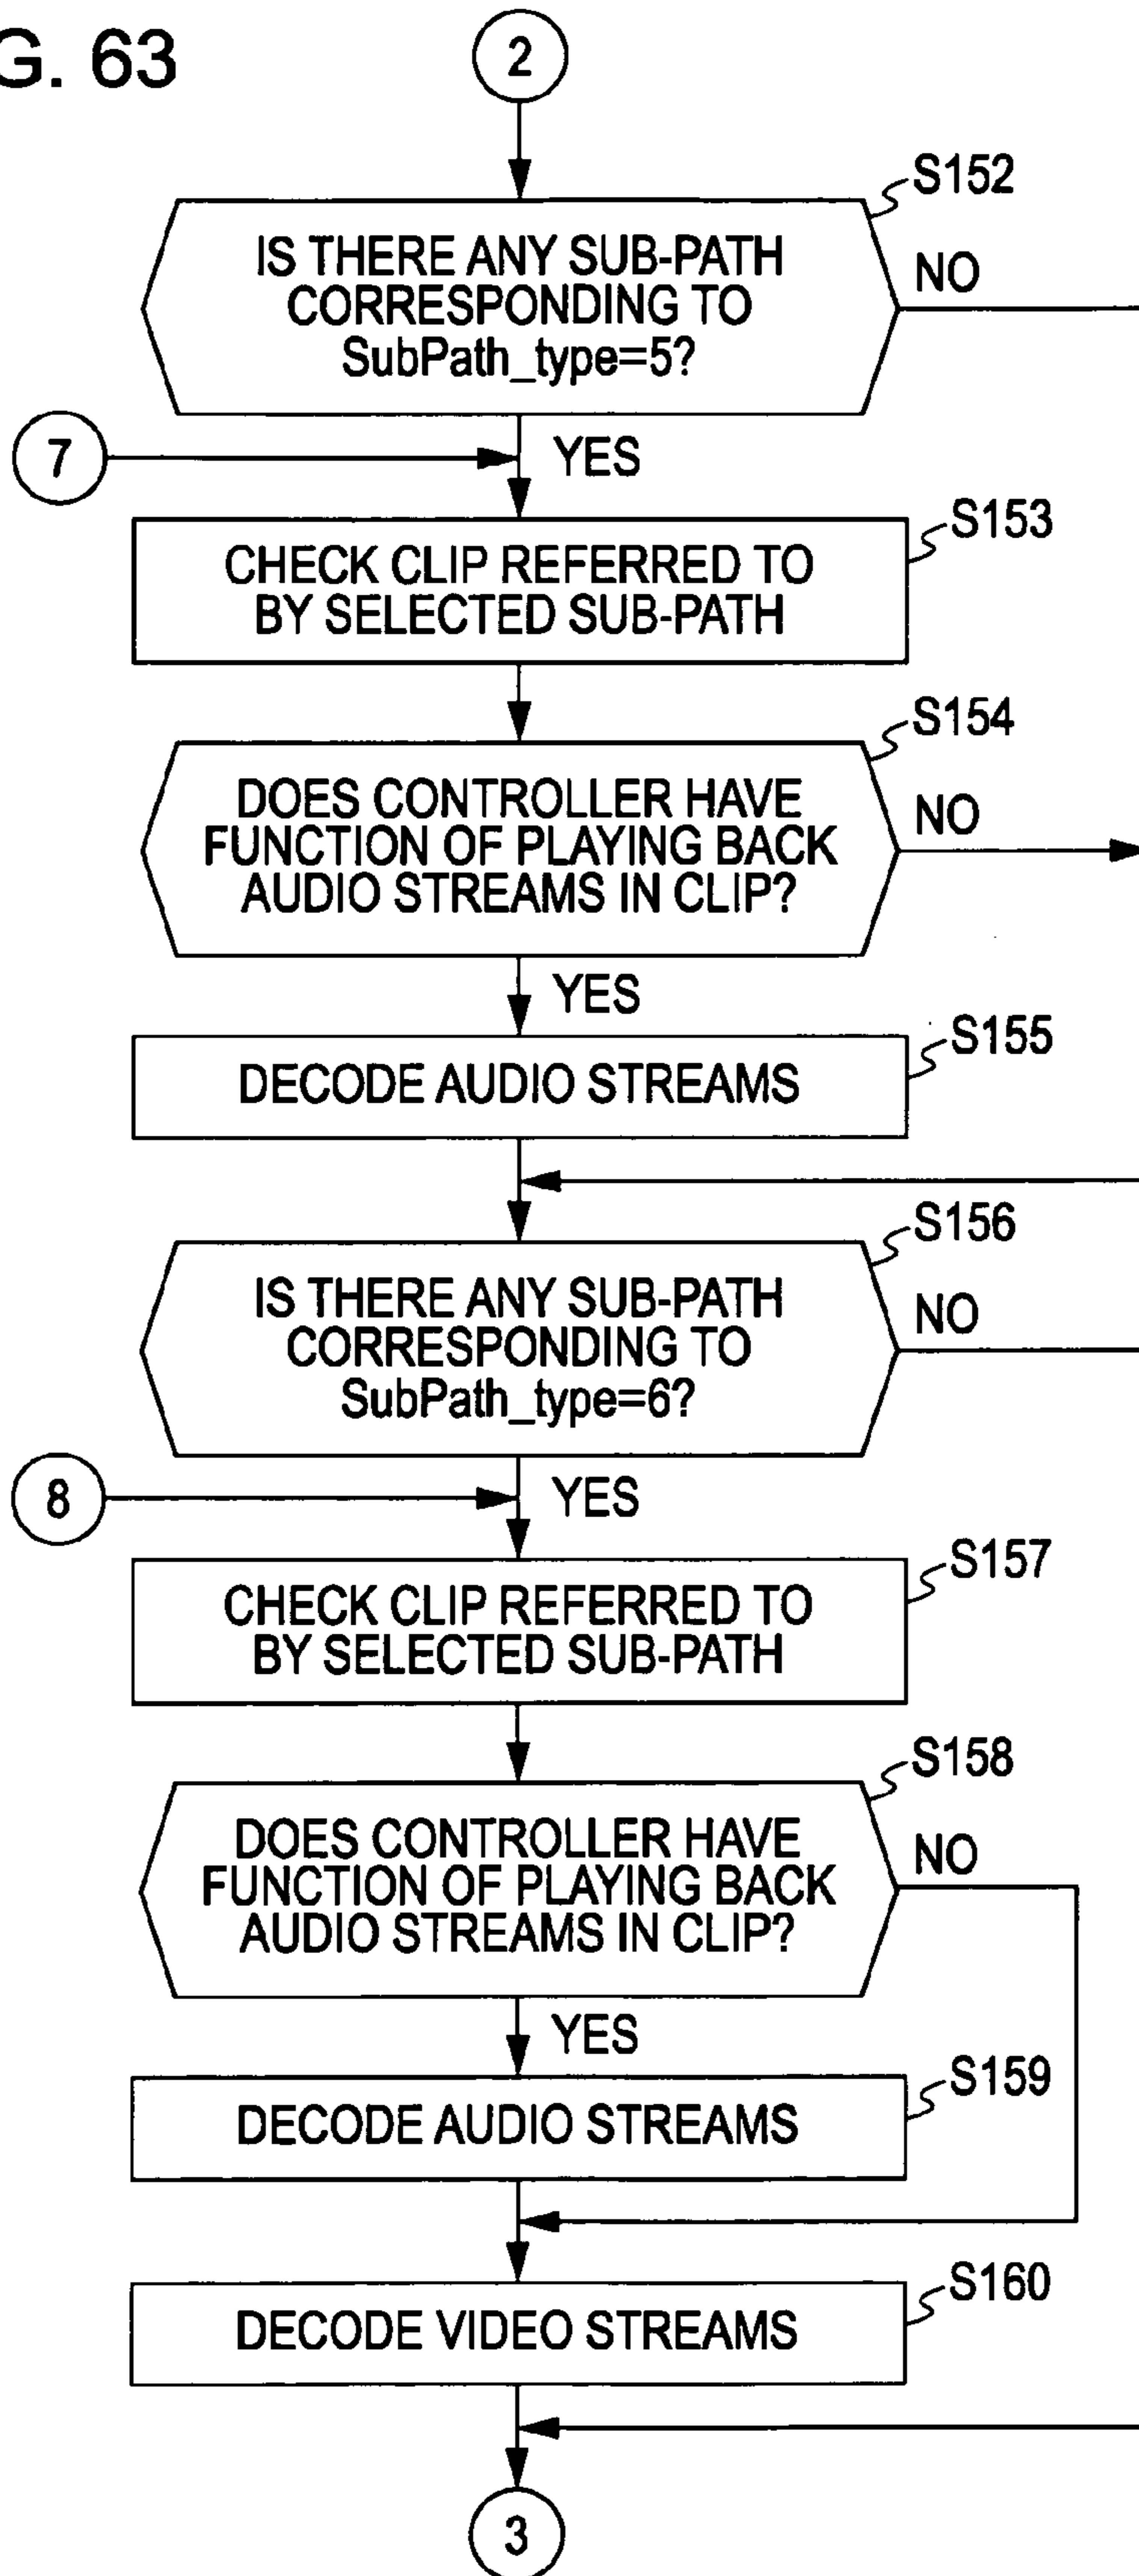 G. 63
2
S152
IS THERE ANY SUB-PATH
CORRESPONDING TO
SubPath_type=5?
NO
7
YES
S153
CHECK CLIP REFERRED TO
BY SELECTED SUB-PATH
S154
DOES CONTROLLER HAVE
FUNCTION OF PLAYING BACK
AUDIO STREAMS IN CLIP?
NO
YES
S155
DECODE AUDIO STREAMS
S156
IS THERE ANY SUB-PATH
CORRESPONDING TO
SubPath_type=6?
NO
8
YES
S157
CHECK CLIP REFERRED TO
BY SELECTED SUB-PATH
S158
DOES CONTROLLER HAVE
FUNCTION OF PLAYING BACK
AUDIO STREAMS IN CLIP?
NO
YES
S159
DECODE AUDIO STREAMS
S160
DECODE VIDEO STREAMS
3